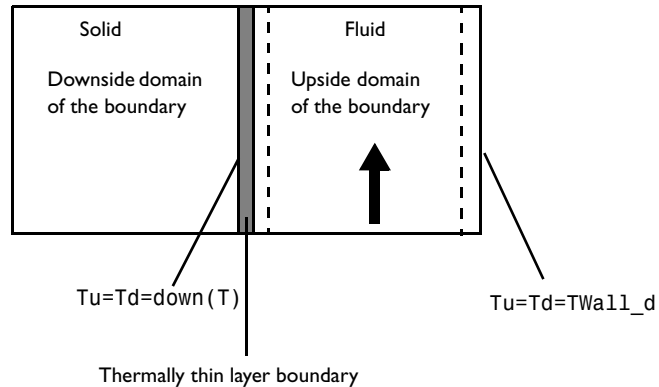 Solid
Fluid
Downside domain
of the boundary
Upside domain
of the boundary
Tu=Td=down(T)
Tu=Td=TWall_d
Thermally thin layer boundary